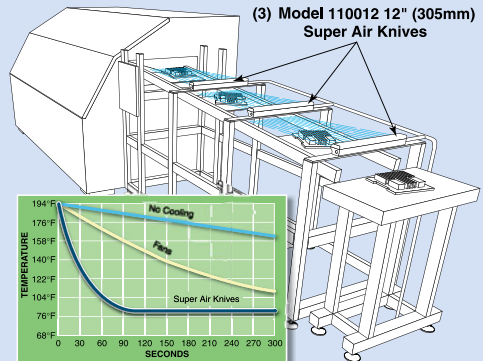 (3) Model 110012 12" (305mm)
Super Air Knives
194°F
176°F
158°F
140°F
122°F
104°F
76°F
68°F
TEMPERATURE
No Cooling
Fans
Super Air Knives
0 30 60 90 120 150 180 210 240 270 300
SECONDS